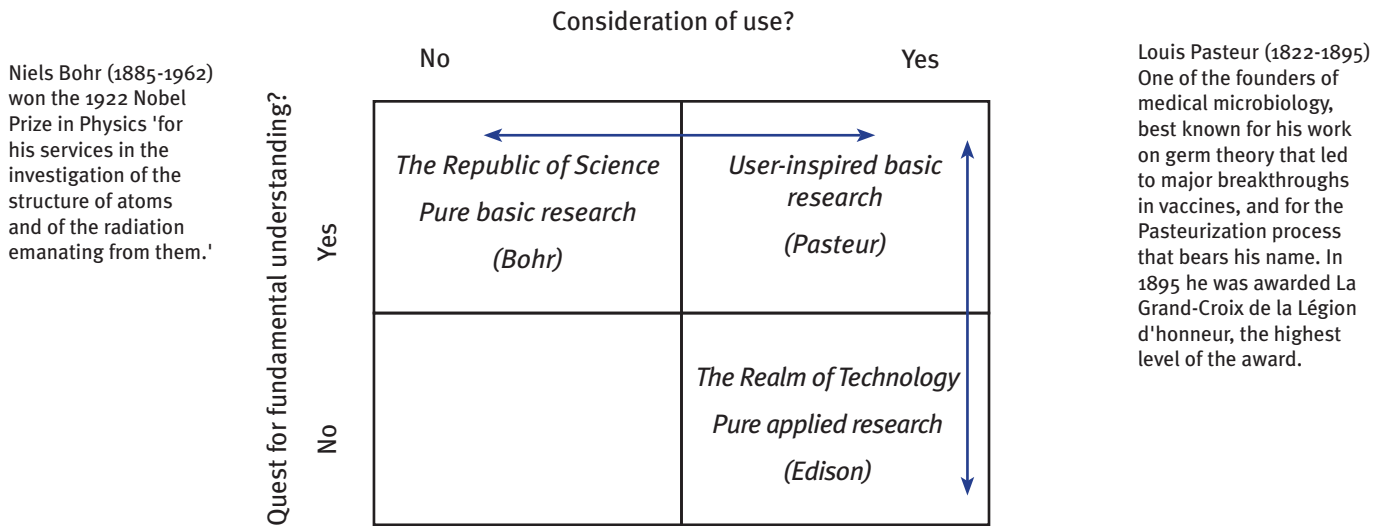 Consideration of use?
No
Yes
Niels Bohr (1885-1962)
won the 1922 Nobel
Prize in Physics 'for
his services in the
investigation of the
structure of atoms
and of the radiation
emanating from them.'
Quest for fundamental understanding?
Yes
No
The Republic of Science
Pure basic research
(Bohr)
User-inspired basic
research
(Pasteur)
The Realm of Technology
Pure applied research
(Edison)
Louis Pasteur (1822-1895)
One of the founders of
medical microbiology,
best known for his work
on germ theory that led
to major breakthroughs
in vaccines, and for the
Pasteurization process
that bears his name. In
1895 he was awarded La
Grand-Croix de la Légion
d'honneur, the highest
level of the award.